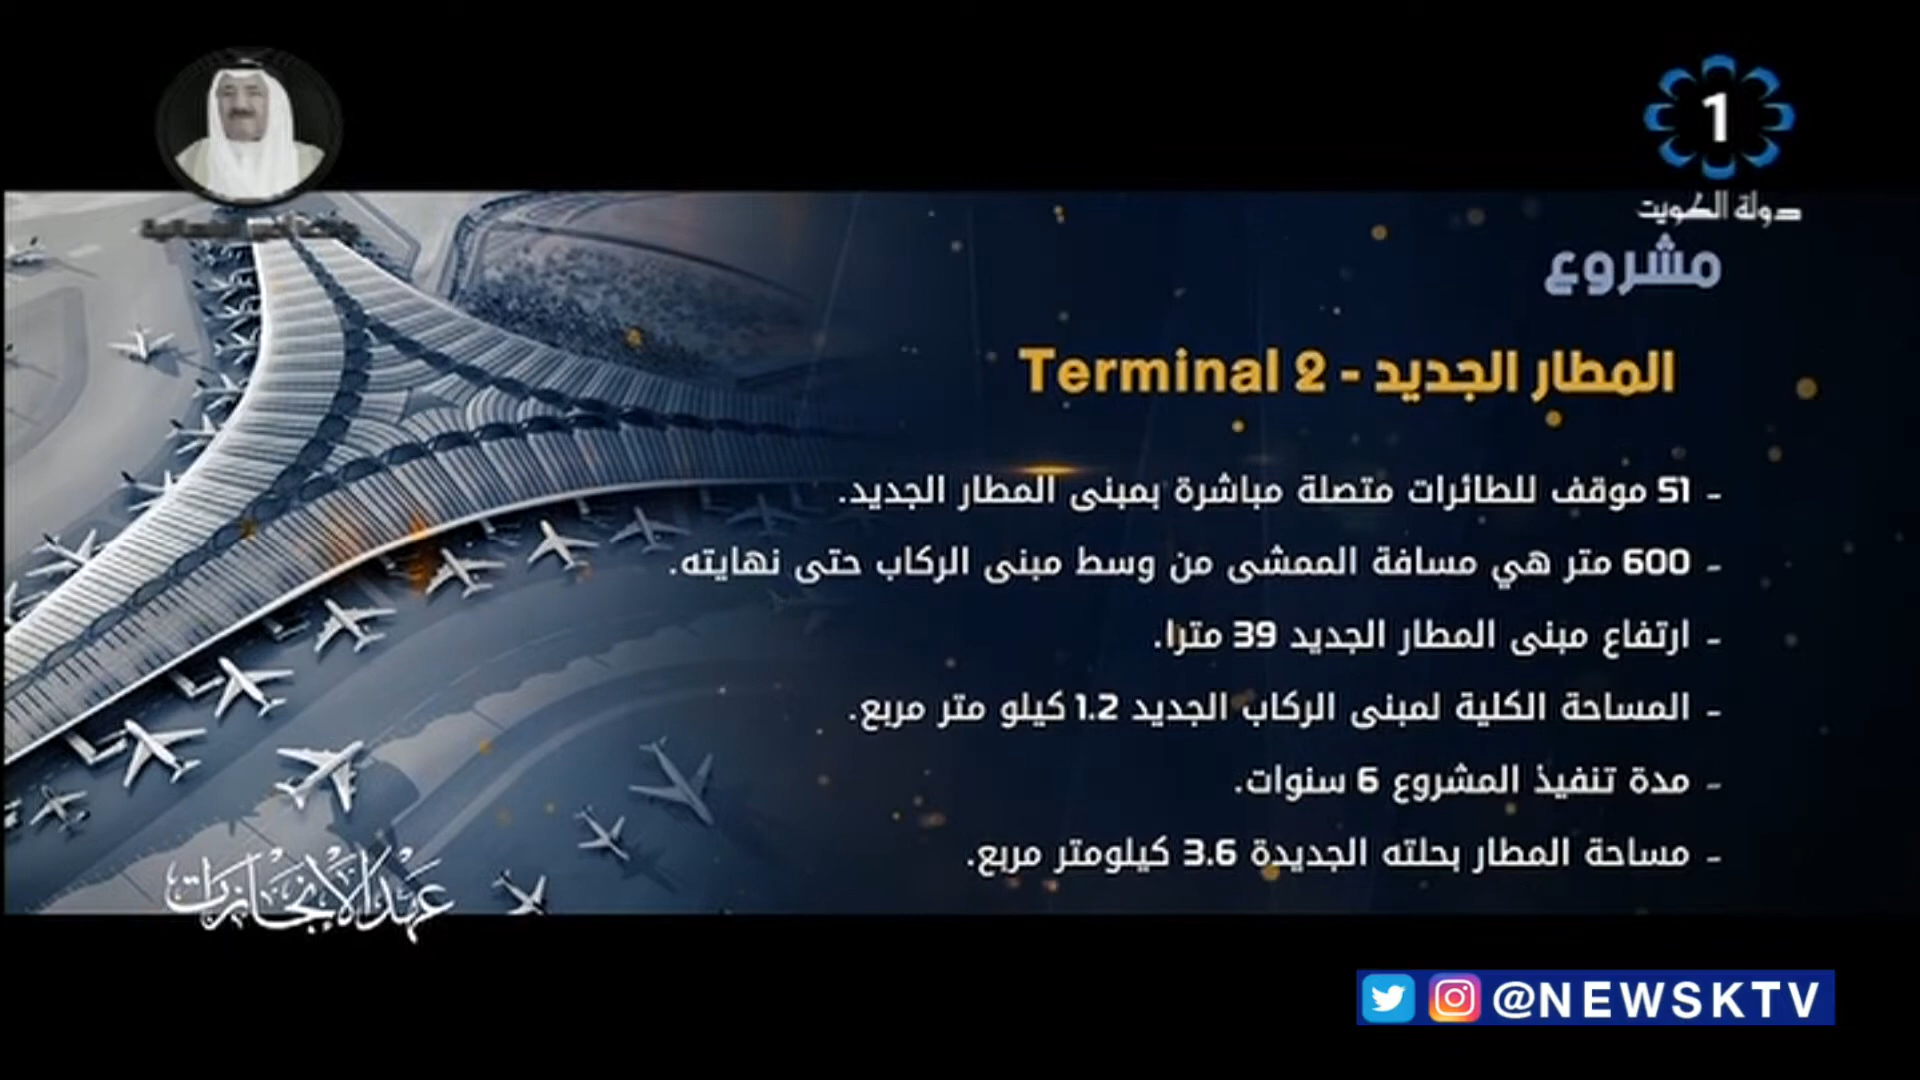 1
دولة الكويت
مشروع
المطار الجديد - Terminal 2
- 51 موقف للطائرات متصلة مباشرة بمبنى المطار الجديد.
- 600 متر هي مسافة الممشى من وسط مبنى الركاب حتى نهايته.
- ارتفاع مبنى المطار الجديد 39 مترا.
- المساحة الكلية لمبنى الركاب الجديد 1.2 كيلو متر مربع.
- مدة تنفيذ المشروع 6 سنوات.
- مساحة المطار بحلته الجديدة 3.6 كيلومتر مربع.
عهد الإنجازات
@NEWSKTV